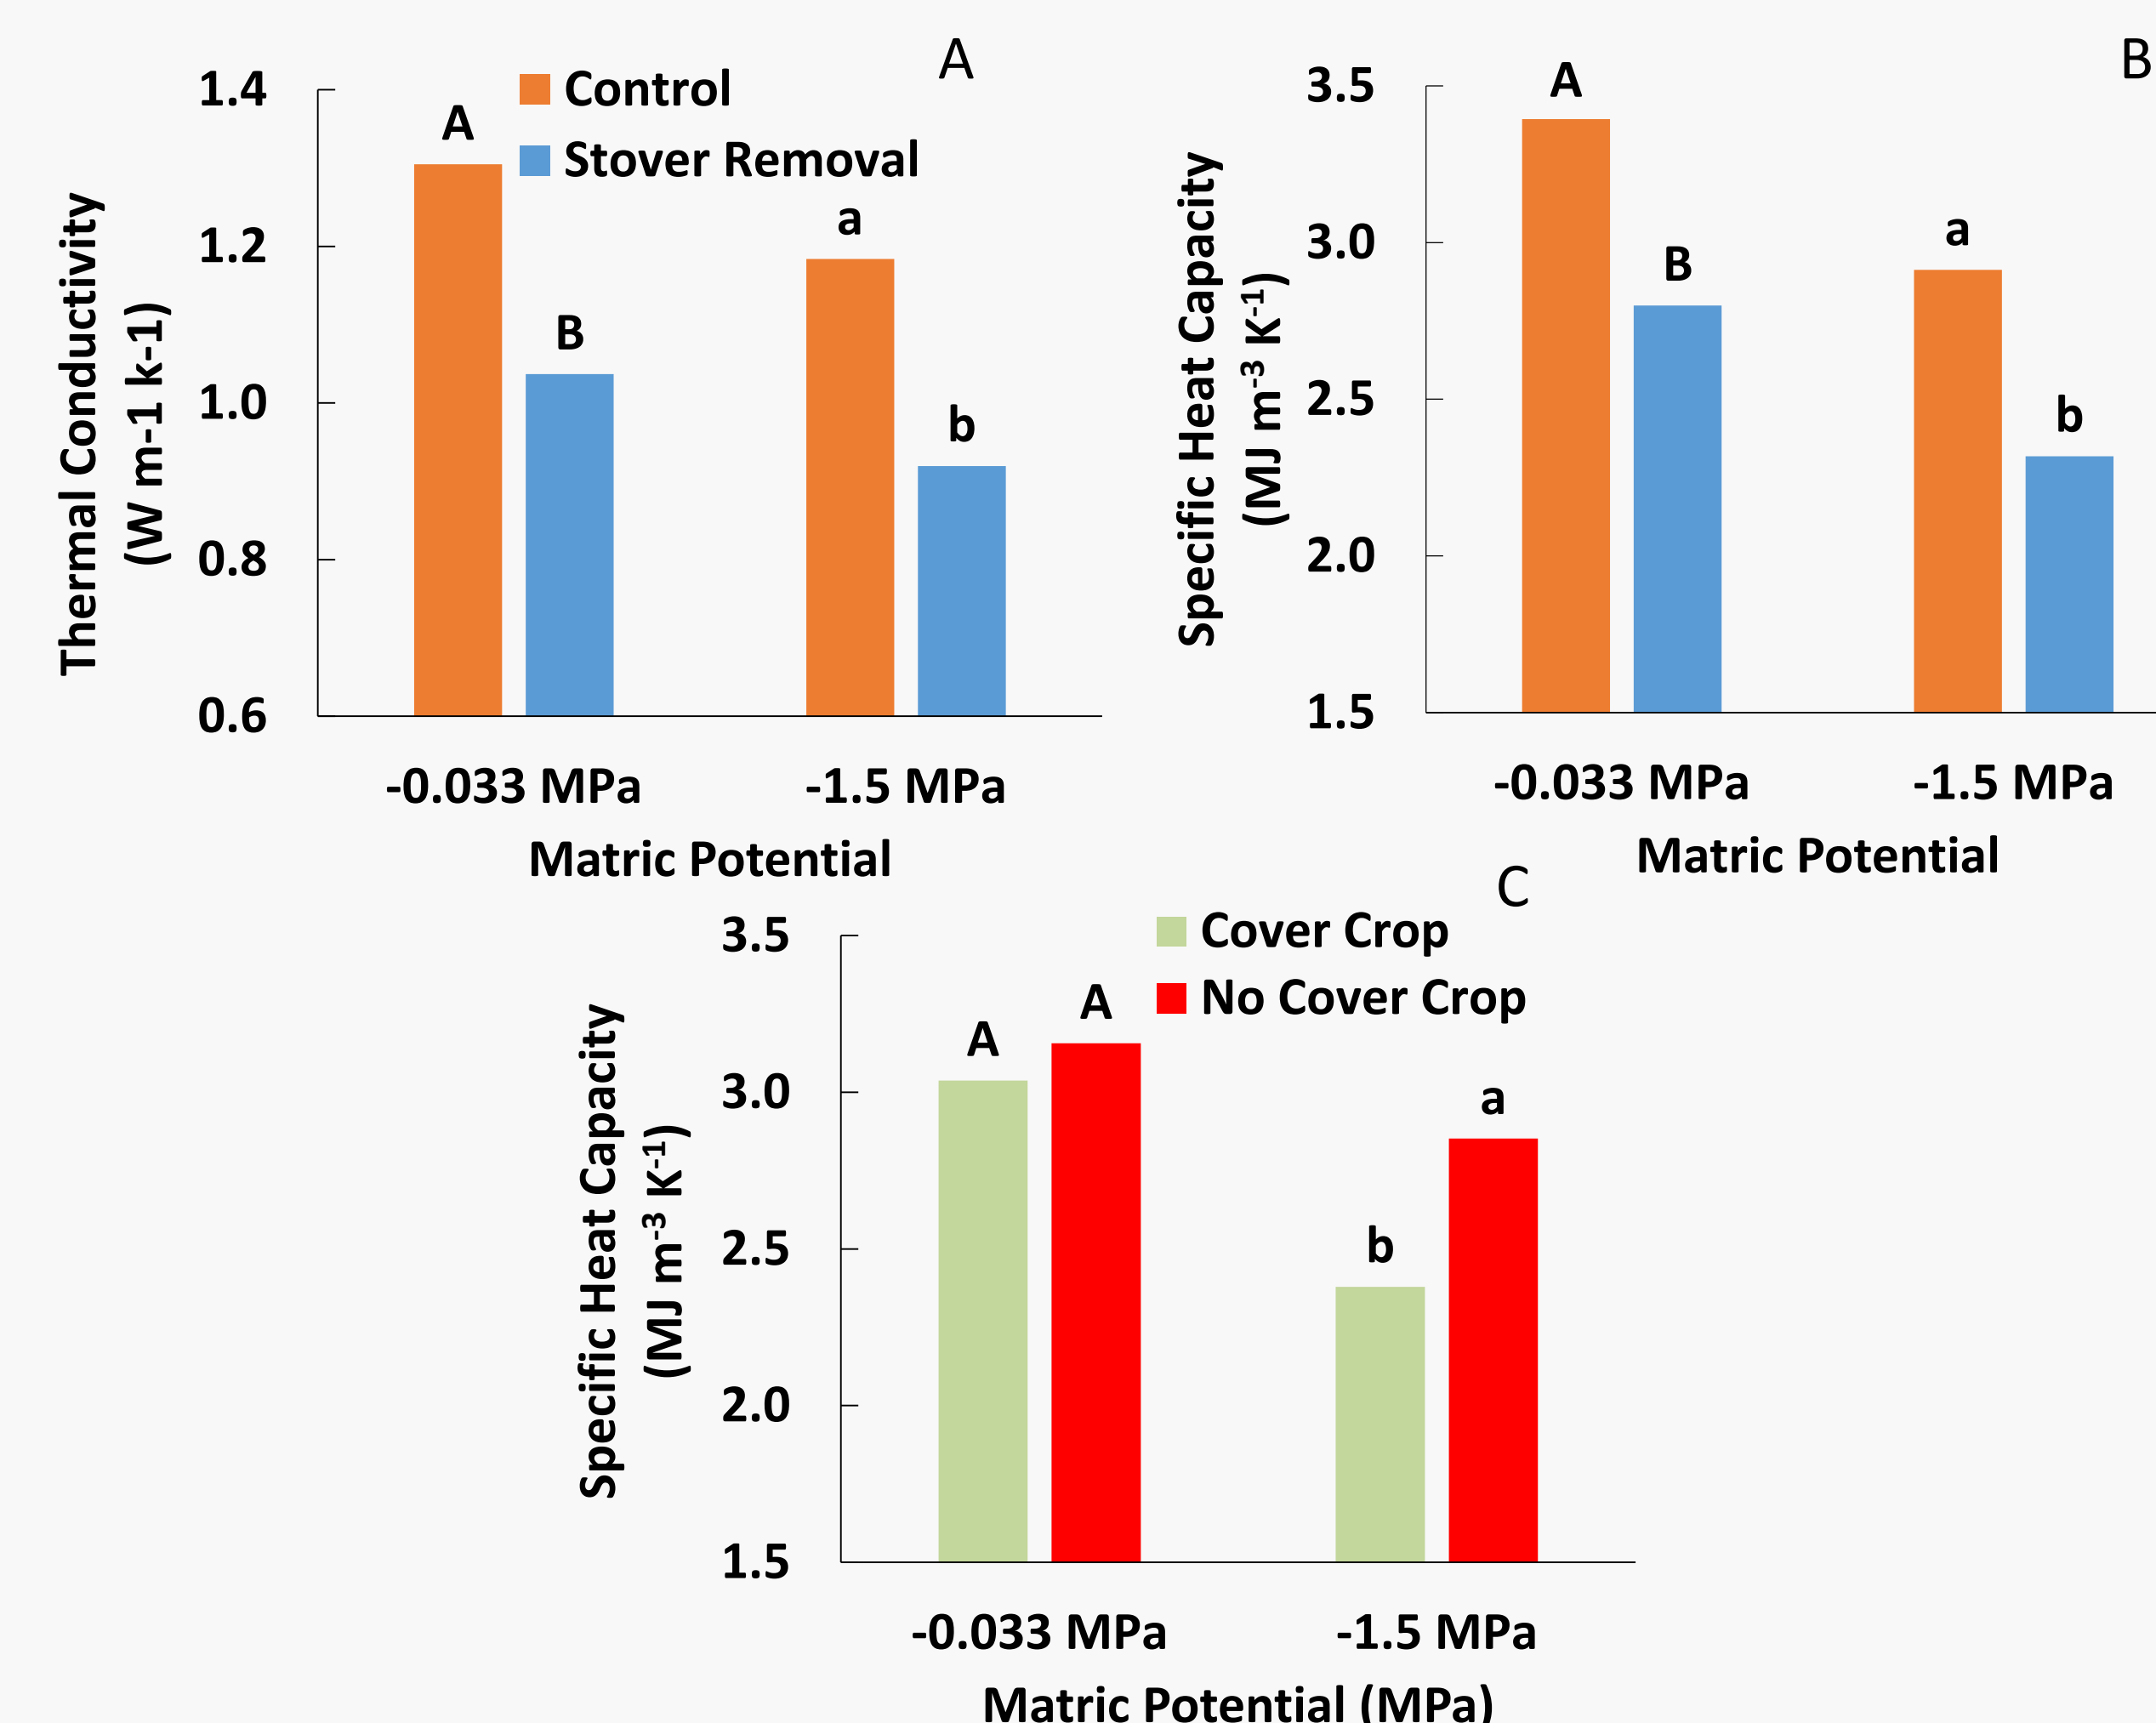 A
Control
Stover Removal
Thermal Conductivity
(W m-1 k-1)
1.4
1.2
1.0
0.8
0.6
A
B
a
b
-0.033 MPa
-1.5 MPa
Matric Potential
B
Specific Heat Capacity
(MJ m⁻³ K⁻¹)
3.5
3.0
2.5
2.0
1.5
A
B
a
b
-0.033 MPa
-1.5 MPa
Matric Potential
C
Cover Crop
No Cover Crop
Specific Heat Capacity
(MJ m⁻³ K⁻¹)
3.5
3.0
2.5
2.0
1.5
A
A
b
a
-0.033 MPa
-1.5 MPa
Matric Potential (MPa)